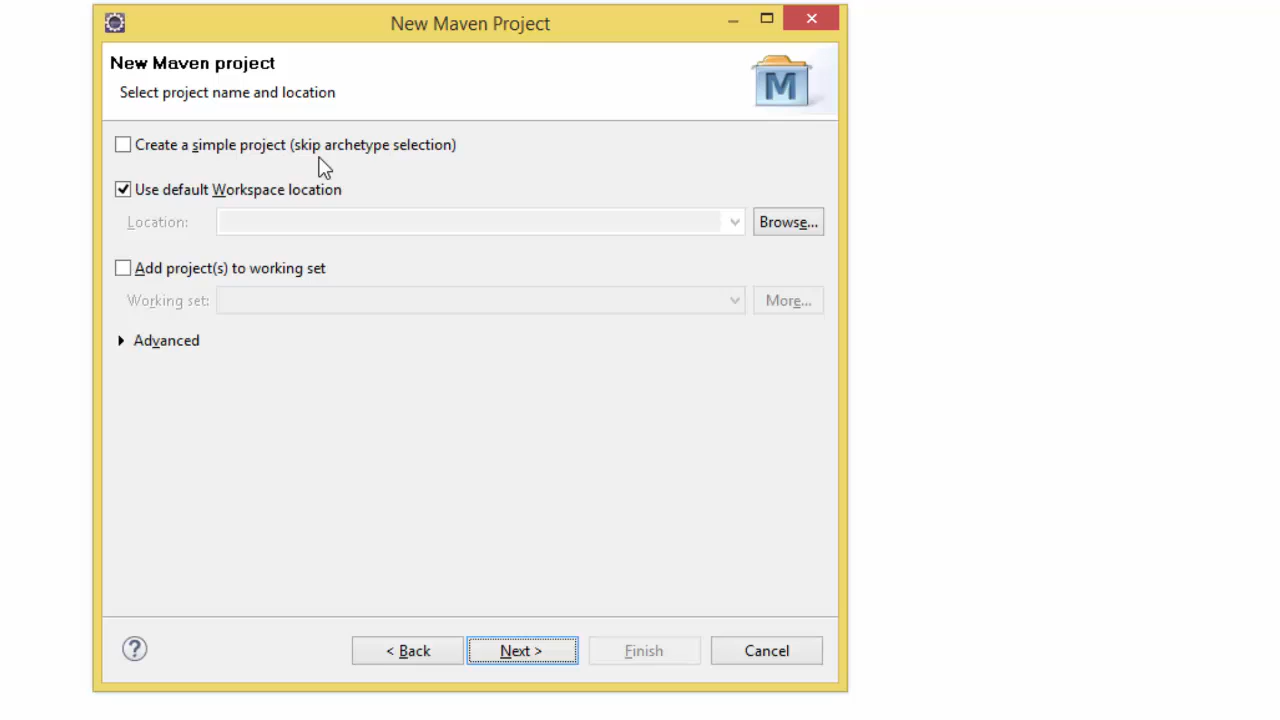 New Maven Project
New Maven project
Select project name and location
M
Create a simple project (skip archetype selection)
Use default Workspace location
Location:
Browse...
Add project(s) to working set
Working set:
More...
Advanced
?
< Back
Next >
Finish
Cancel